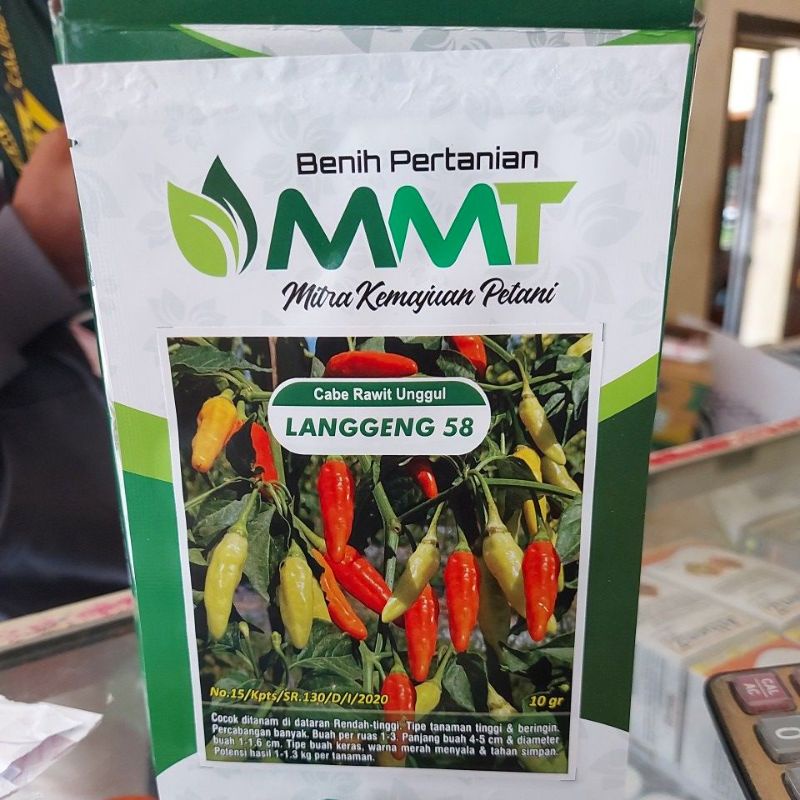 Benih Pertanian
MMT
Mitra Kemajuan Petani
Cabe Rawit Unggul
LANGGENG 58
No.15/Kpts/SR.130/D/I/2020
10 gr
Cocok ditanam di dataran Rendah-tinggi. Tipe tanaman tinggi & beringin.
Percabangan banyak. Buah per ruas 1-3. Panjang buah 4-5 cm & diameter
buah 1-1.6 cm. Tipe buah keras, warna merah menyala & tahan simpan.
Potensi hasil 1-1.3 kg per tanaman.
CAL
AC
0